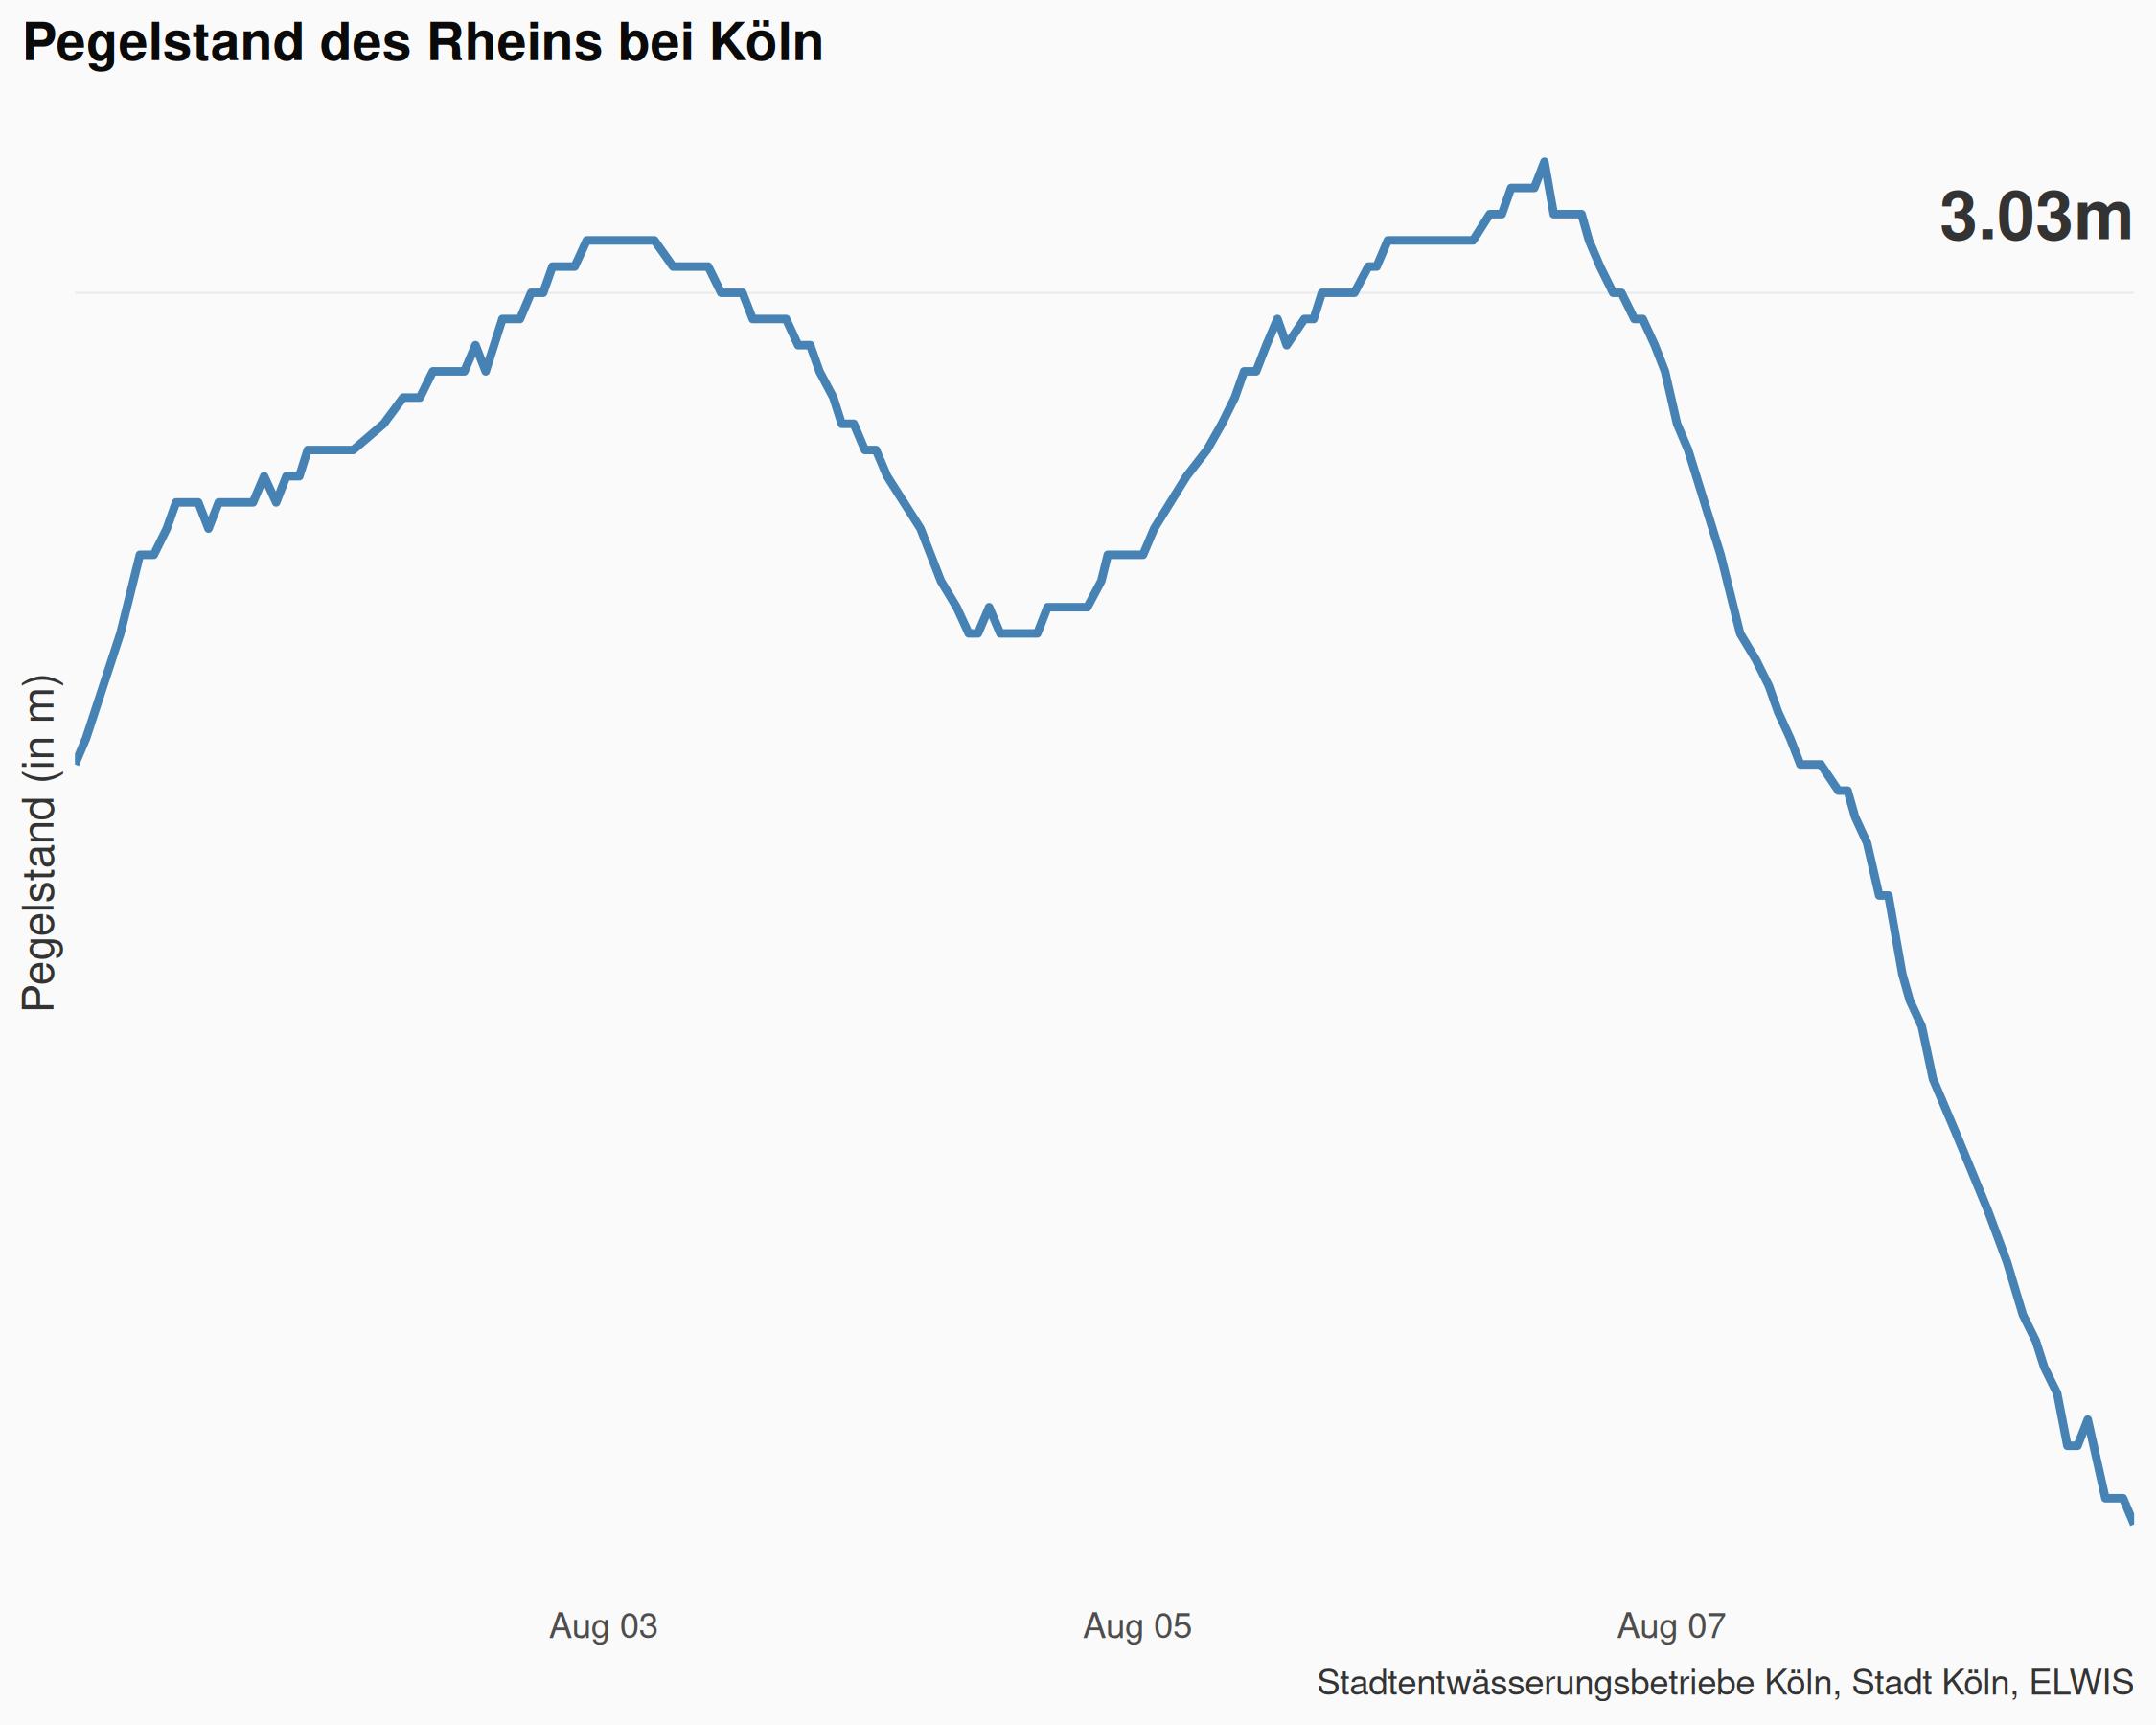 Pegelstand des Rheins bei Köln
3.03m
Pegelstand (in m)
Aug 03
Aug 05
Aug 07
Stadtentwässerungsbetriebe Köln, Stadt Köln, ELWIS